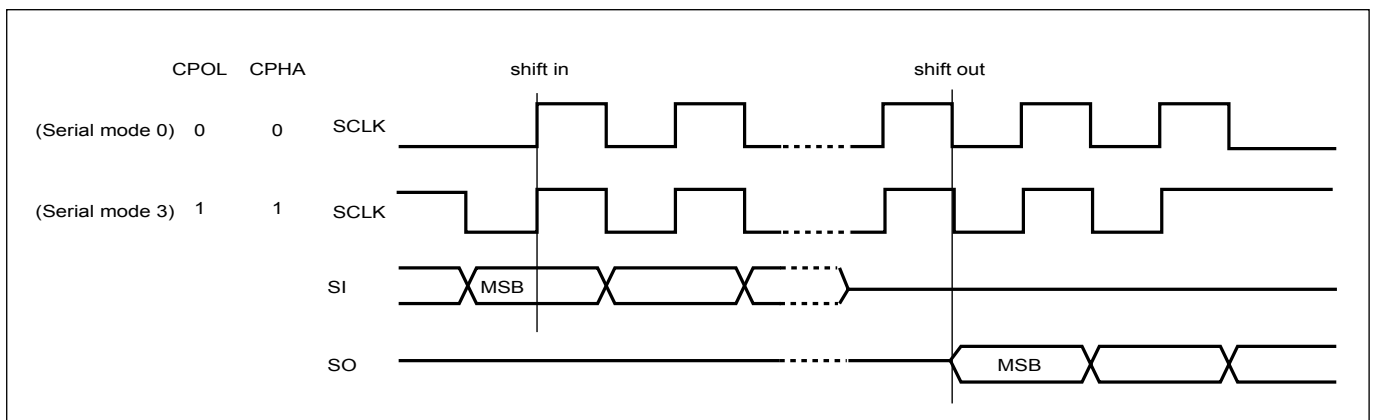 CPOL CPHA shift in shift out
(Serial mode 0) 0 0 SCLK
(Serial mode 3) 1 1 SCLK
SI MSB
SO MSB